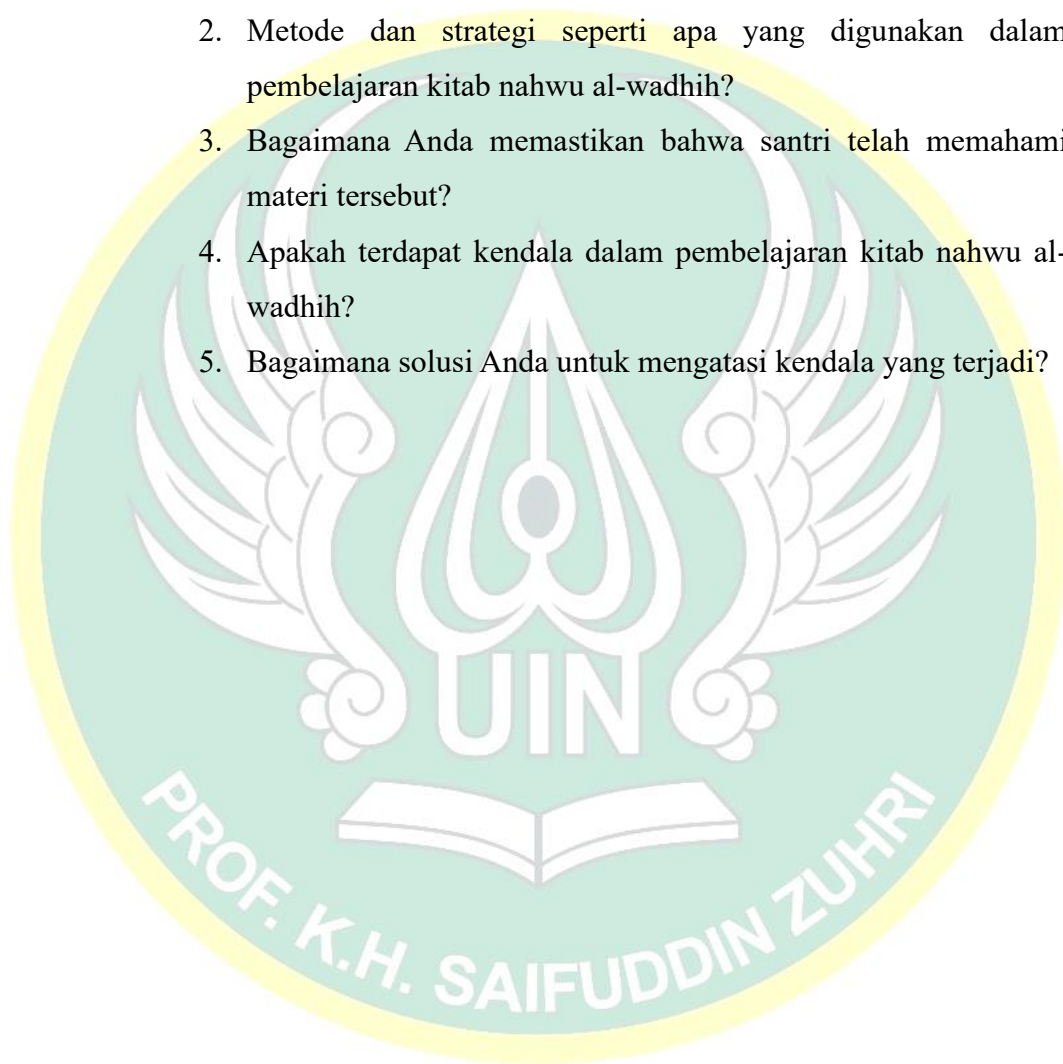 2. Metode dan strategi seperti apa yang digunakan dalam
pembelajaran kitab nahwu al-wadhih?
3. Bagaimana Anda memastikan bahwa santri telah memahami
materi tersebut?
4. Apakah terdapat kendala dalam pembelajaran kitab nahwu al-
wadhih?
5. Bagaimana solusi Anda untuk mengatasi kendala yang terjadi?
UIN
PROF. K.H. SAIFUDDIN ZUHRI